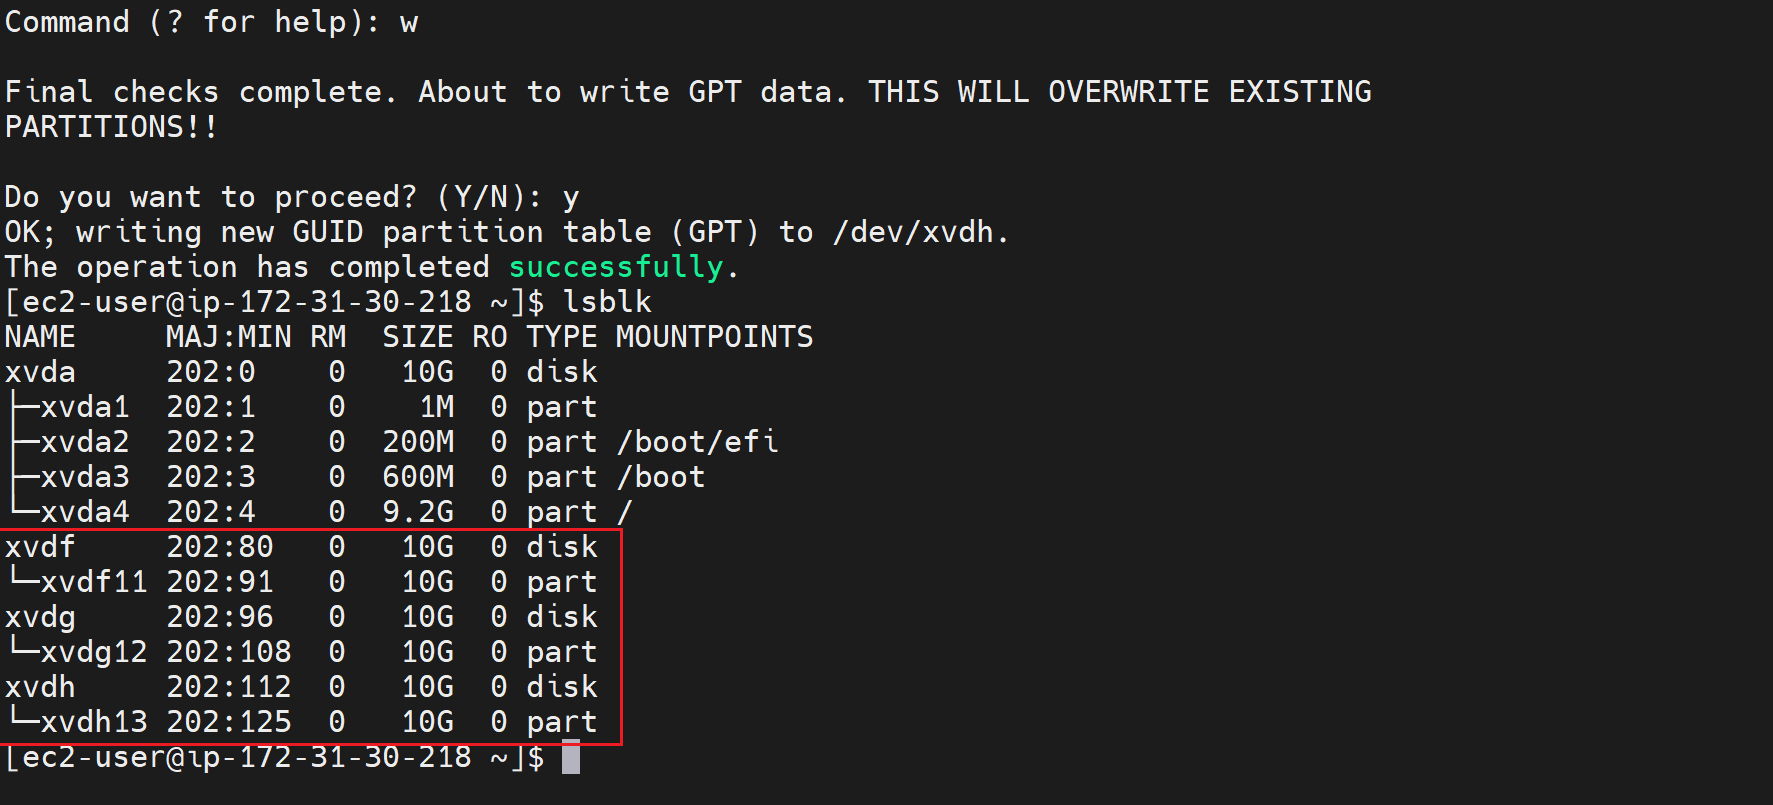 Command (? for help): w
Final checks complete. About to write GPT data. THIS WILL OVERWRITE EXISTING
PARTITIONS!!
Do you want to proceed? (Y/N): y
OK; writing new GUID partition table (GPT) to /dev/xvdh.
The operation has completed successfully.
[ec2-user@ip-172-31-30-218 ~]$ lsblk
NAME     MAJ:MIN RM  SIZE RO TYPE MOUNTPOINTS
xvda     202:0    0   10G  0 disk
├─xvda1  202:1    0    1M  0 part
├─xvda2  202:2    0  200M  0 part /boot/efi
├─xvda3  202:3    0  600M  0 part /boot
└─xvda4  202:4    0  9.2G  0 part /
xvdf     202:80   0   10G  0 disk
└─xvdf11 202:91   0   10G  0 part
xvdg     202:96   0   10G  0 disk
└─xvdg12 202:108  0   10G  0 part
xvdh     202:112  0   10G  0 disk
└─xvdh13 202:125  0   10G  0 part
[ec2-user@ip-172-31-30-218 ~]$